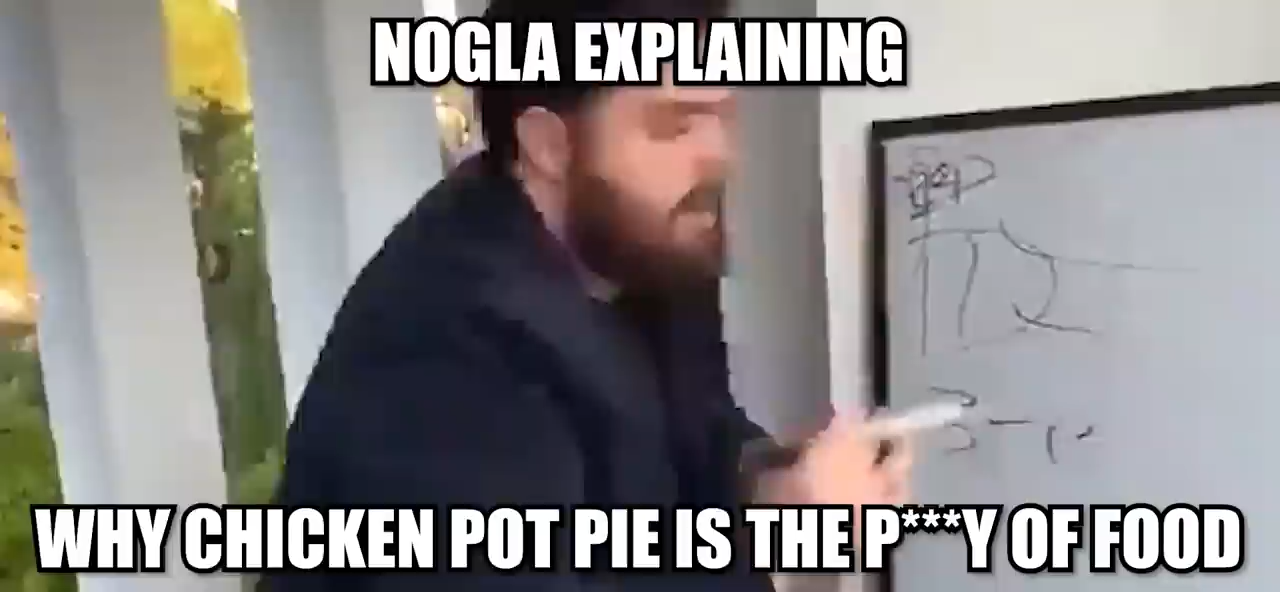 NOGLA EXPLAINING
WHY CHICKEN POT PIE IS THE P***Y OF FOOD